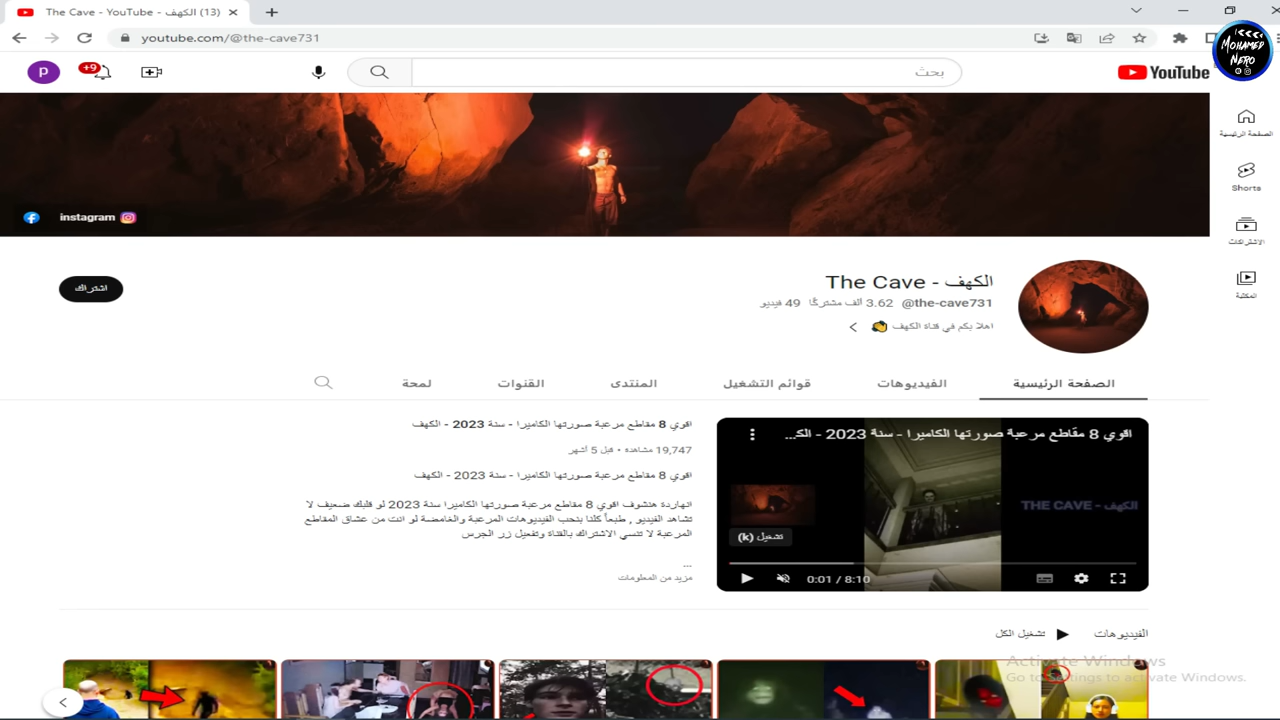 The Cave - YouTube - الكهف (13)
youtube.com/@the-cave731
MOHAMED NERO
p
+9
بحث
YouTube
الصفحة الرئيسية
Shorts
الاشتراكات
المكتبة
instagram
الكهف - The Cave
@the-cave731 3.62 ألف مشتركًا 49 فيديو
اهلا بكم في قناة الكهف
اشتراك
الصفحة الرئيسية
الفيديوهات
قوائم التشغيل
المنتدى
القنوات
لمحة
اقوي 8 مقاطع مرعبة صورتها الكاميرا - سنة 2023 - الك...
الكهف - THE CAVE
تشغيل (k)
0:01 / 8:10
اقوي 8 مقاطع مرعبة صورتها الكاميرا - سنة 2023 - الكهف
19,747 مشاهدة • قبل 5 أشهر
اقوي 8 مقاطع مرعبة صورتها الكاميرا - سنة 2023 - الكهف
انهاردة هنشوف اقوي 8 مقاطع مرعبة صورتها الكاميرا سنة 2023 لو قلبك ضعيف لا
تشاهد الفيديو , طبعاً كلنا بنحب الفيديوهات المرعبة والغامضة لو انت من عشاق المقاطع
المرعبة لا تنسي الاشتراك بالقناة وتفعيل زر الجرس
...
مزيد من المعلومات
الفيديوهات
تشغيل الكل
Activate Windows
Go to Settings to activate Windows.